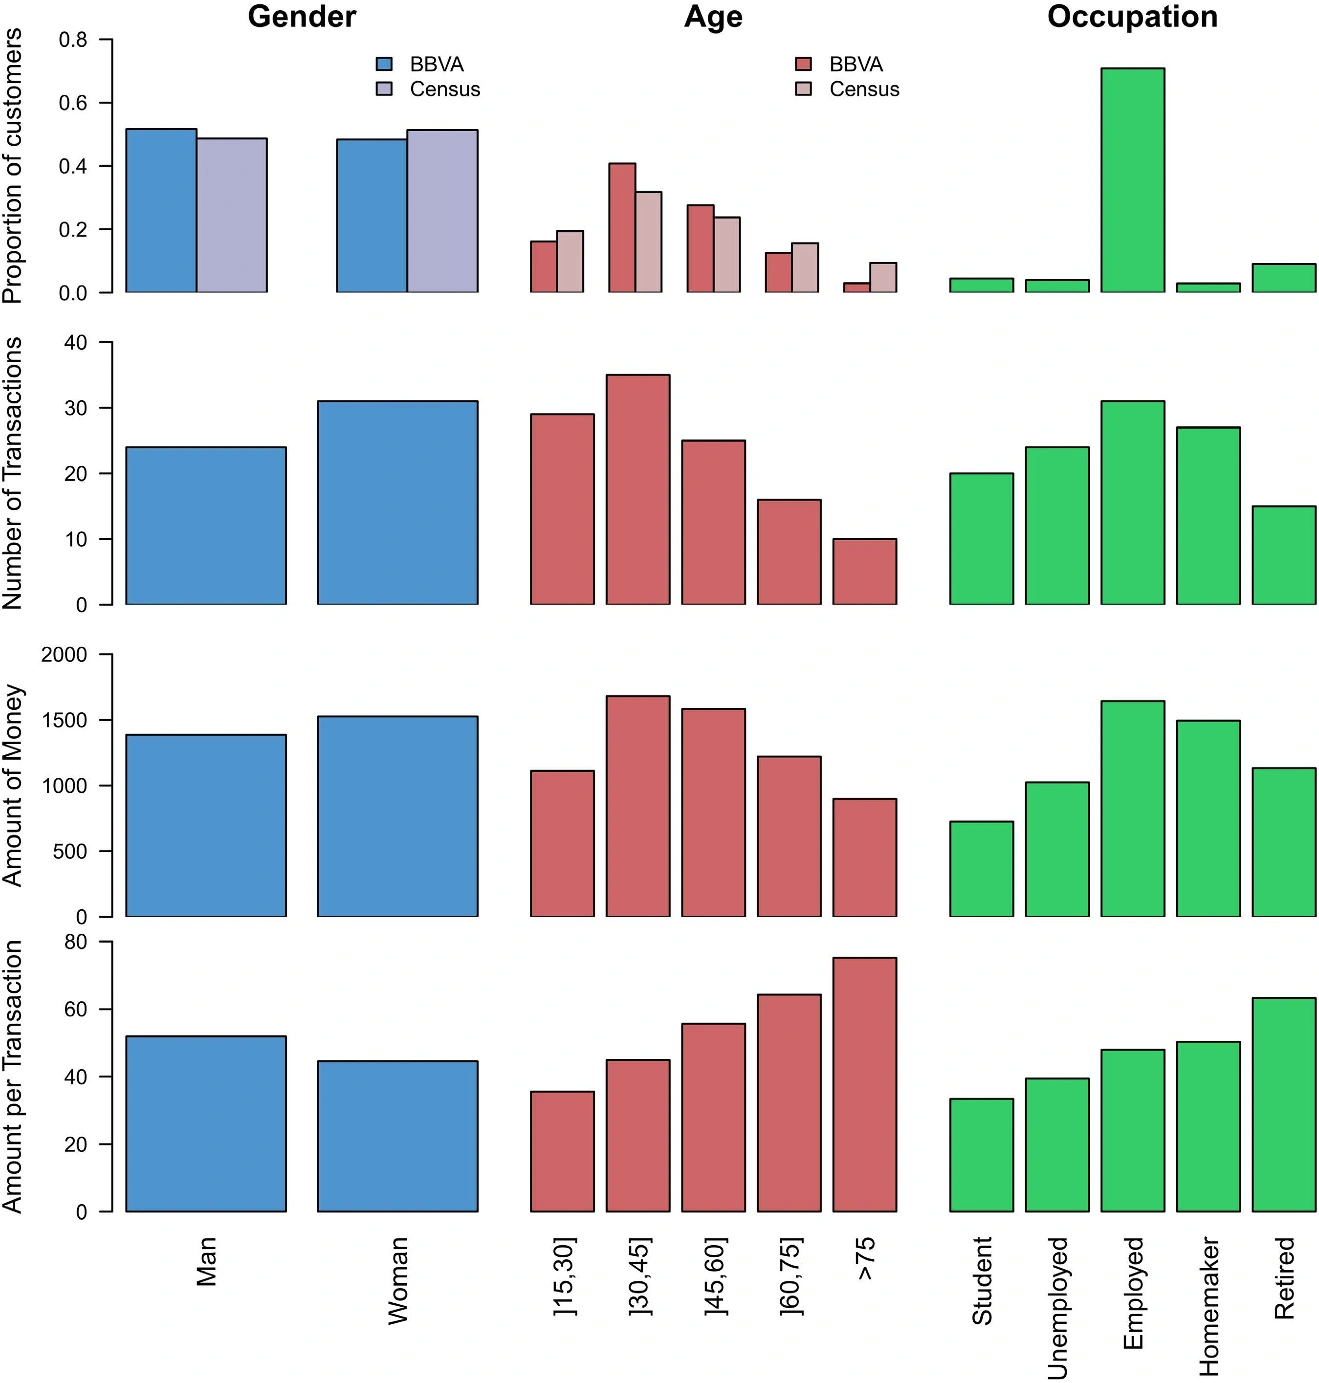 Gender
Age
Occupation
Proportion of customers
0.8
0.6
0.4
0.2
0.0
BBVA
Census
BBVA
Census
Number of Transactions
40
30
20
10
0
Amount of Money
2000
1500
1000
500
0
Amount per Transaction
80
60
40
20
0
Man
Woman
]15,30]
]30,45]
]45,60]
]60,75]
>75
Student
Unemployed
Employed
Homemaker
Retired